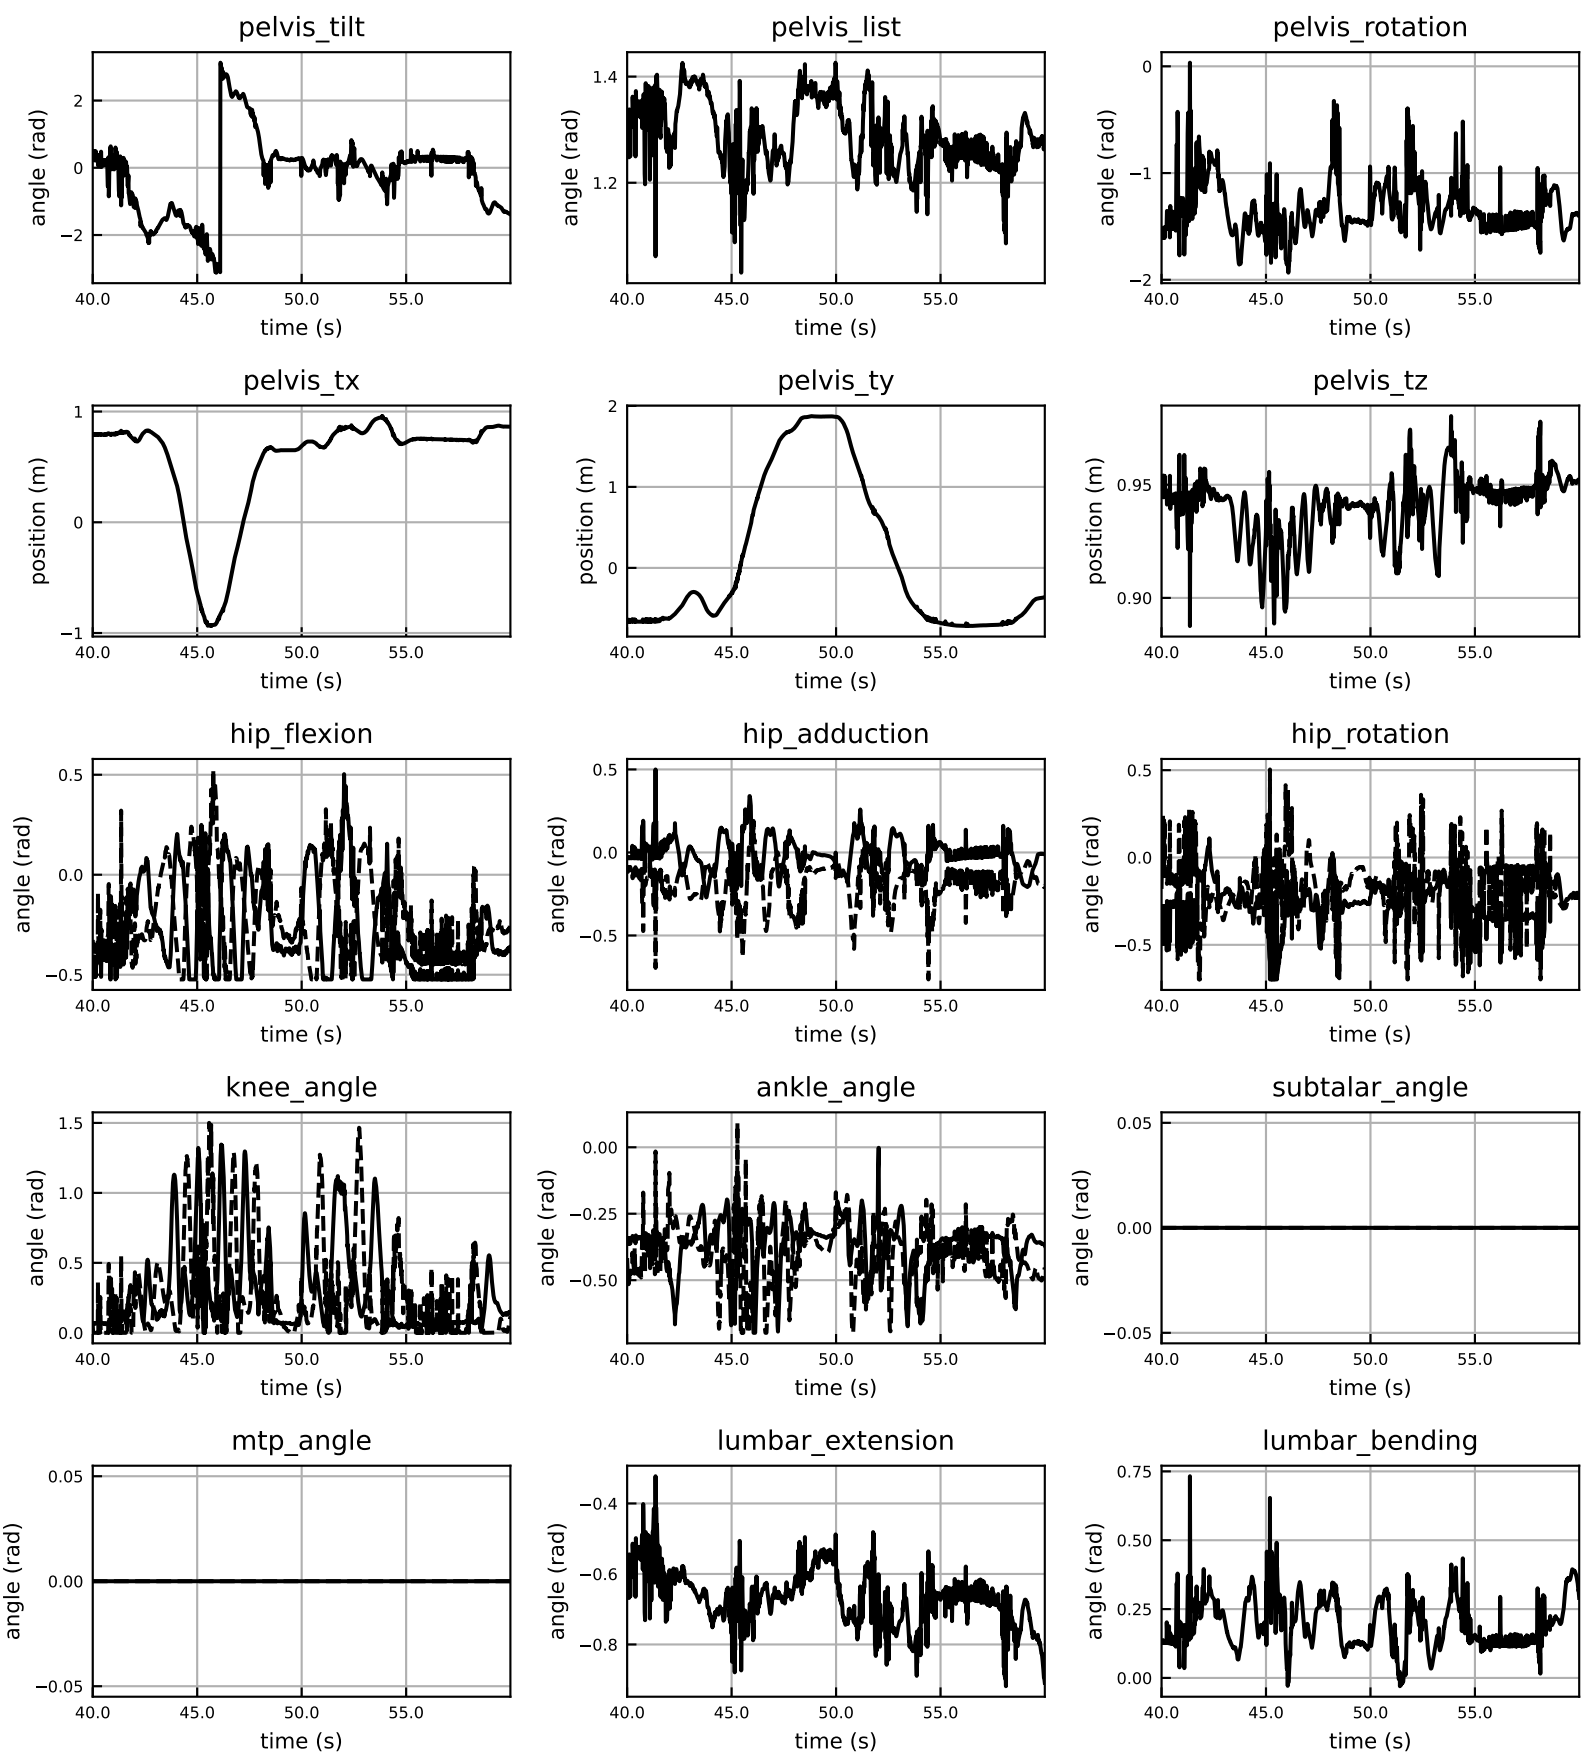 pelvis_tilt pelvis_list pelvis_rotation
angle (rad) 2 0 −2 angle (rad) 1.4 1.2 angle (rad) 0 −1 −2
40.0 45.0 50.0 55.0 40.0 45.0 50.0 55.0 40.0 45.0 50.0 55.0
time (s) time (s) time (s)
pelvis_tx pelvis_ty pelvis_tz
position (m) 1 0 −1 position (m) 2 1 0 position (m) 0.95 0.90
40.0 45.0 50.0 55.0 40.0 45.0 50.0 55.0 40.0 45.0 50.0 55.0
time (s) time (s) time (s)
hip_flexion hip_adduction hip_rotation
angle (rad) 0.5 0.0 −0.5 angle (rad) 0.5 0.0 −0.5 angle (rad) 0.5 0.0 −0.5
40.0 45.0 50.0 55.0 40.0 45.0 50.0 55.0 40.0 45.0 50.0 55.0
time (s) time (s) time (s)
knee_angle ankle_angle subtalar_angle
angle (rad) 1.5 1.0 0.5 0.0 angle (rad) 0.00 −0.25 −0.50 angle (rad) 0.05 0.00 −0.05
40.0 45.0 50.0 55.0 40.0 45.0 50.0 55.0 40.0 45.0 50.0 55.0
time (s) time (s) time (s)
mtp_angle lumbar_extension lumbar_bending
angle (rad) 0.05 0.00 −0.05 angle (rad) −0.4 −0.6 −0.8 angle (rad) 0.75 0.50 0.25 0.00
40.0 45.0 50.0 55.0 40.0 45.0 50.0 55.0 40.0 45.0 50.0 55.0
time (s) time (s) time (s)